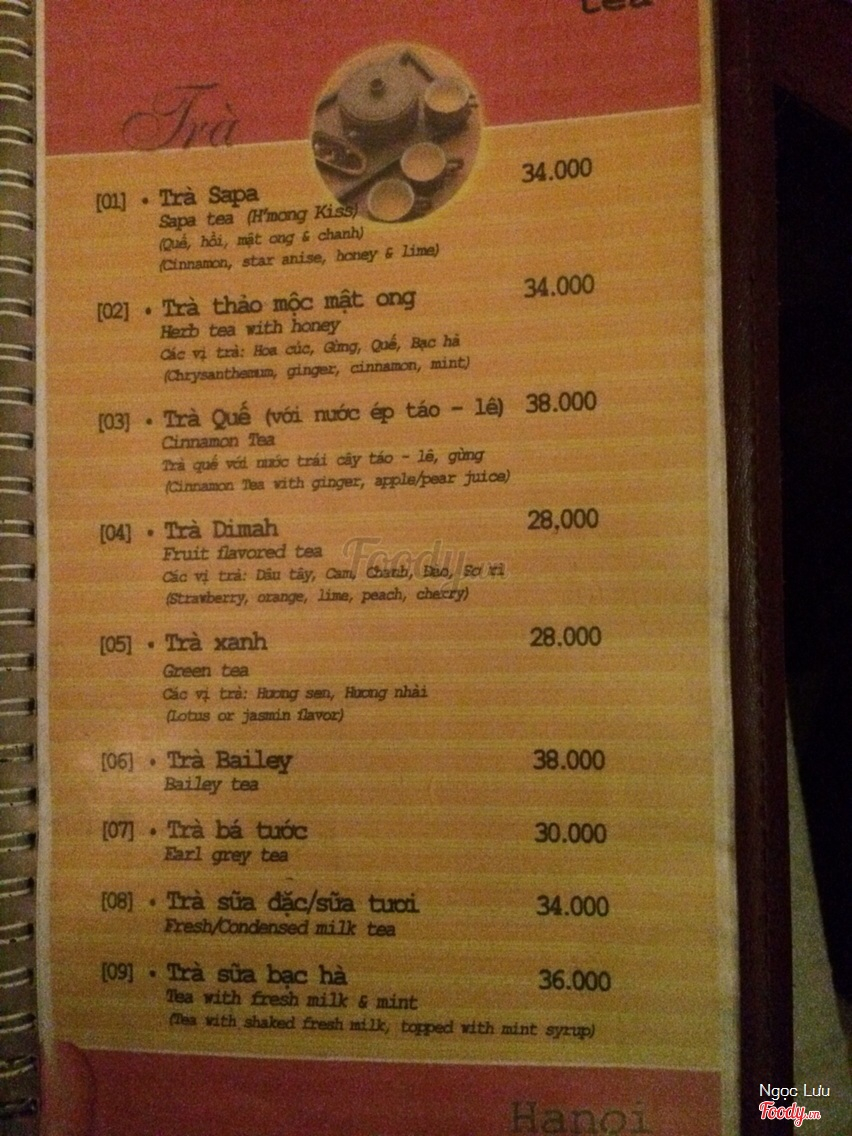 tea
Trà
[01] • Trà Sapa 34.000
Sapa tea (H'mong Kiss)
(Quế, hồi, mật ong & chanh)
(Cinnamon, star anise, honey & lime)
[02] • Trà thảo mộc mật ong 34.000
Herb tea with honey
Các vị trà: Hoa cúc, Gừng, Quế, Bạc hà
(Chrysanthemum, ginger, cinnamon, mint)
[03] • Trà Quế (với nước ép táo - lê) 38.000
Cinnamon Tea
Trà quế với nước trái cây táo - lê, gừng
(Cinnamon Tea with ginger, apple/pear juice)
[04] • Trà Dimah 28,000
Fruit flavored tea
Các vị trà: Dâu tây, Cam, Chanh, Đào, Sơ ri
(Strawberry, orange, lime, peach, cherry)
[05] • Trà xanh 28.000
Green tea
Các vị trà: Hương sen, Hương nhài
(Lotus or jasmin flavor)
[06] • Trà Bailey 38.000
Bailey tea
[07] • Trà bá tước 30.000
Earl grey tea
[08] • Trà sữa đặc/sữa tươi 34.000
Fresh/Condensed milk tea
[09] • Trà sữa bạc hà 36.000
Tea with fresh milk & mint
(Tea with shaked fresh milk, topped with mint syrup)
Hanoi
Foody.vn
Ngọc Lưu
Foody.vn